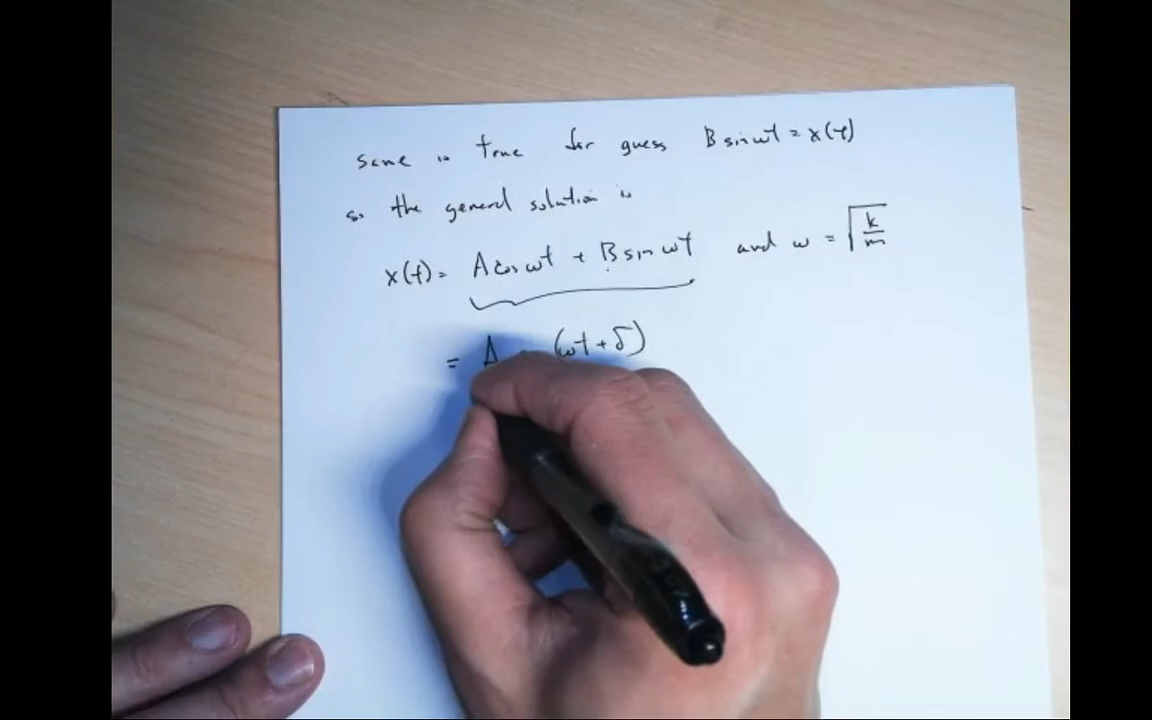 same is true for guess B sin ωt = x(t)
so the general solution is
x(t) = A cos ωt + B sin ωt and ω = √(k/m)
= A (ωt + δ)